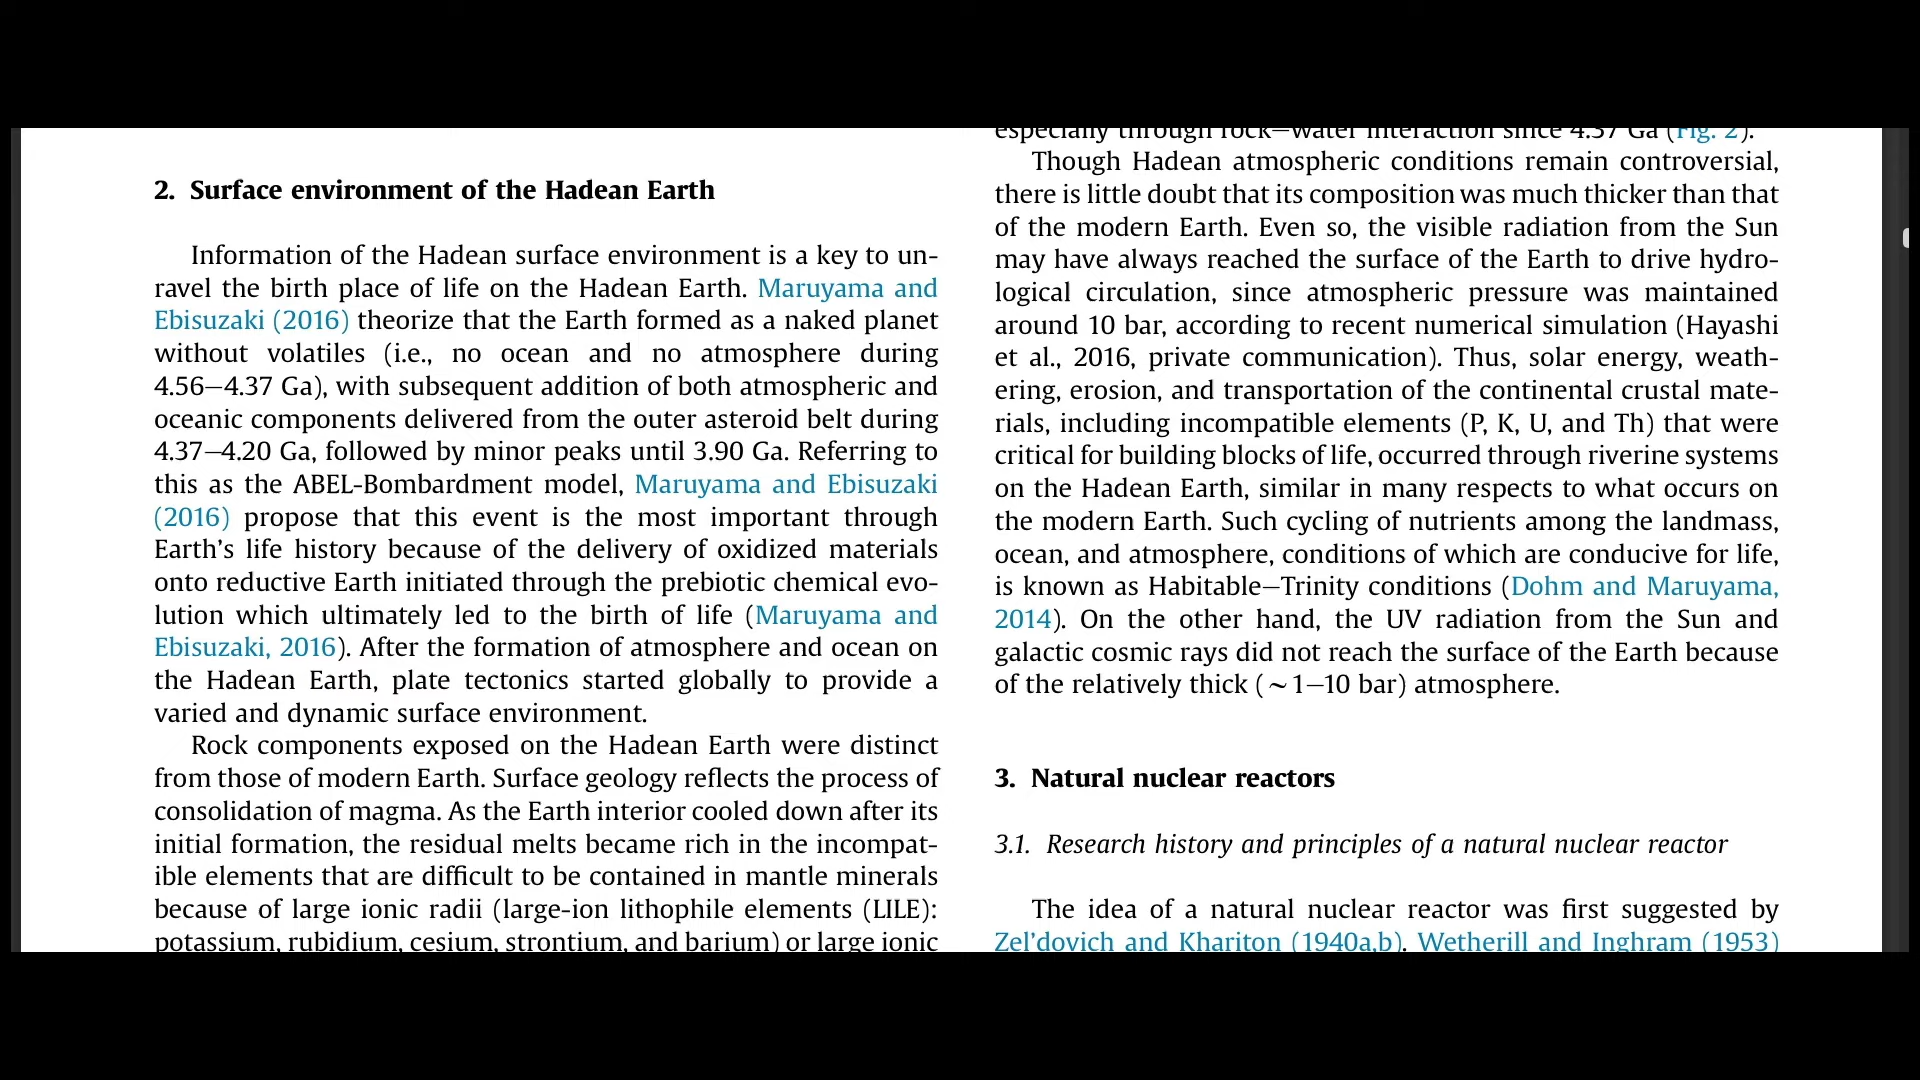 2. Surface environment of the Hadean Earth
Information of the Hadean surface environment is a key to un-
ravel the birth place of life on the Hadean Earth. Maruyama and
Ebisuzaki (2016) theorize that the Earth formed as a naked planet
without volatiles (i.e., no ocean and no atmosphere during
4.56—4.37 Ga), with subsequent addition of both atmospheric and
oceanic components delivered from the outer asteroid belt during
4.37—4.20 Ga, followed by minor peaks until 3.90 Ga. Referring to
this as the ABEL-Bombardment model, Maruyama and Ebisuzaki
(2016) propose that this event is the most important through
Earth's life history because of the delivery of oxidized materials
onto reductive Earth initiated through the prebiotic chemical evo-
lution which ultimately led to the birth of life (Maruyama and
Ebisuzaki, 2016). After the formation of atmosphere and ocean on
the Hadean Earth, plate tectonics started globally to provide a
varied and dynamic surface environment.
Rock components exposed on the Hadean Earth were distinct
from those of modern Earth. Surface geology reflects the process of
consolidation of magma. As the Earth interior cooled down after its
initial formation, the residual melts became rich in the incompat-
ible elements that are difficult to be contained in mantle minerals
because of large ionic radii (large-ion lithophile elements (LILE):
potassium, rubidium, cesium, strontium, and barium) or large ionic
especially through rock—water interaction since 4.37 Ga (Fig. 2).
Though Hadean atmospheric conditions remain controversial,
there is little doubt that its composition was much thicker than that
of the modern Earth. Even so, the visible radiation from the Sun
may have always reached the surface of the Earth to drive hydro-
logical circulation, since atmospheric pressure was maintained
around 10 bar, according to recent numerical simulation (Hayashi
et al., 2016, private communication). Thus, solar energy, weath-
ering, erosion, and transportation of the continental crustal mate-
rials, including incompatible elements (P, K, U, and Th) that were
critical for building blocks of life, occurred through riverine systems
on the Hadean Earth, similar in many respects to what occurs on
the modern Earth. Such cycling of nutrients among the landmass,
ocean, and atmosphere, conditions of which are conducive for life,
is known as Habitable—Trinity conditions (Dohm and Maruyama,
2014). On the other hand, the UV radiation from the Sun and
galactic cosmic rays did not reach the surface of the Earth because
of the relatively thick (∼1—10 bar) atmosphere.
3. Natural nuclear reactors
3.1. Research history and principles of a natural nuclear reactor
The idea of a natural nuclear reactor was first suggested by
Zel'dovich and Khariton (1940a,b). Wetherill and Inghram (1953)